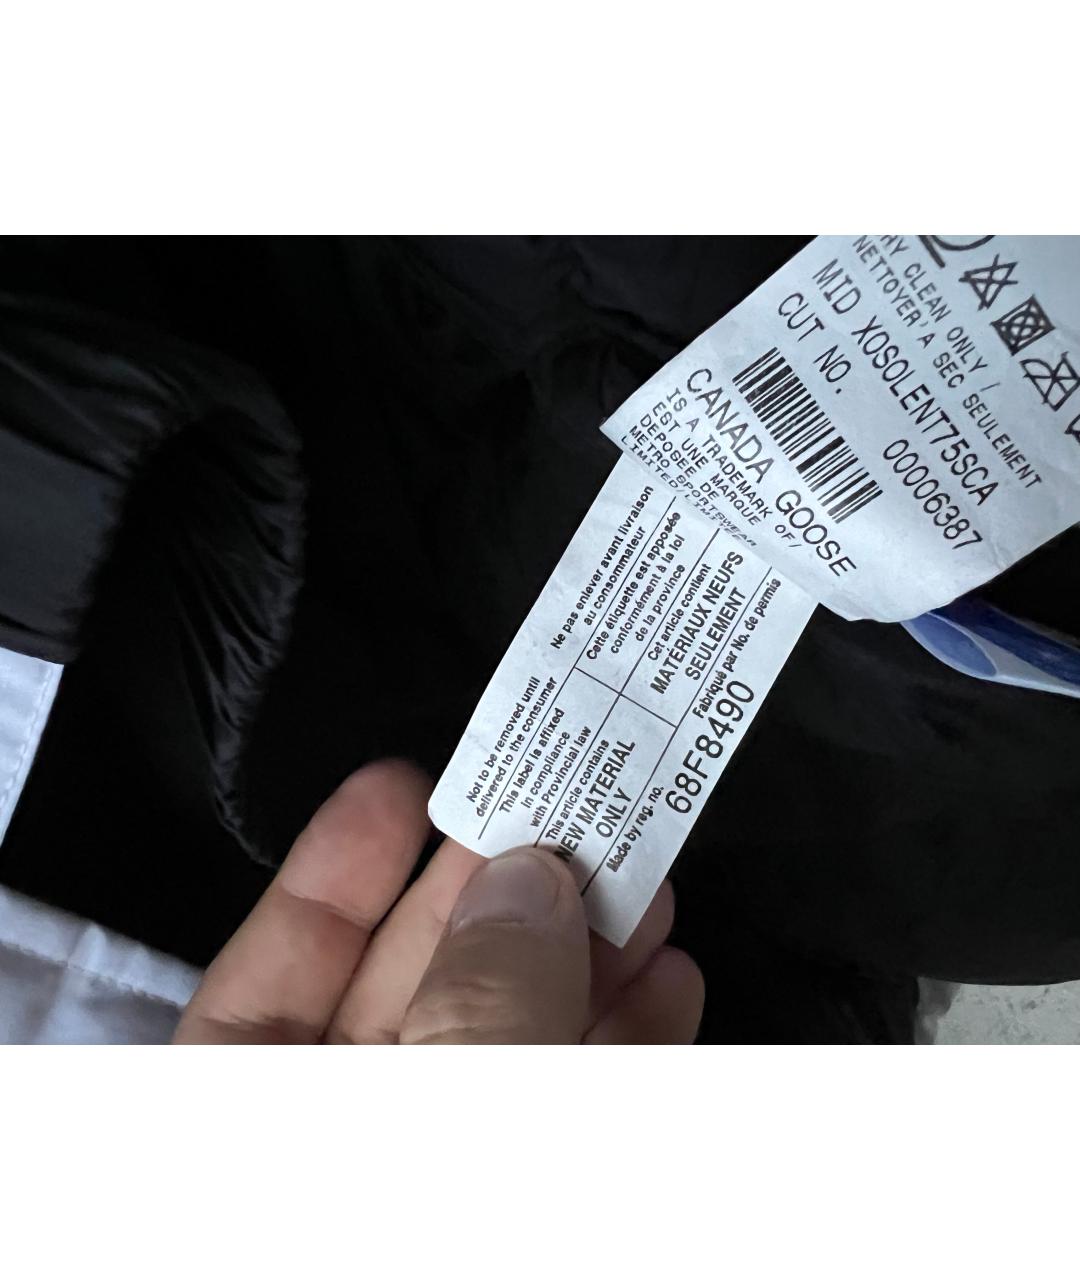 CLEAN ONLY /
NETTOYER' A SEC SEULEMENT
MID XOSOLENT75SCA
CUT NO. 00006387
CANADA GOOSE
IS A TRADEMARK OF/
EST UNE MARQUE
DEPOSEE DE
METRO SPORTSWEAR
Not to be removed until
delivered to the consumer
Ne pas enlever avant livraison
au consommateur
This label is affixed
in compliance
with Provincial law
Cette étiquette est apposée
conformément à la loi
de la province
This article contains
NEW MATERIAL
ONLY
Cet article contient
MATÉRIAUX NEUFS
SEULEMENT
Made by reg. no. Fabriqué par No. de permis
68F8490